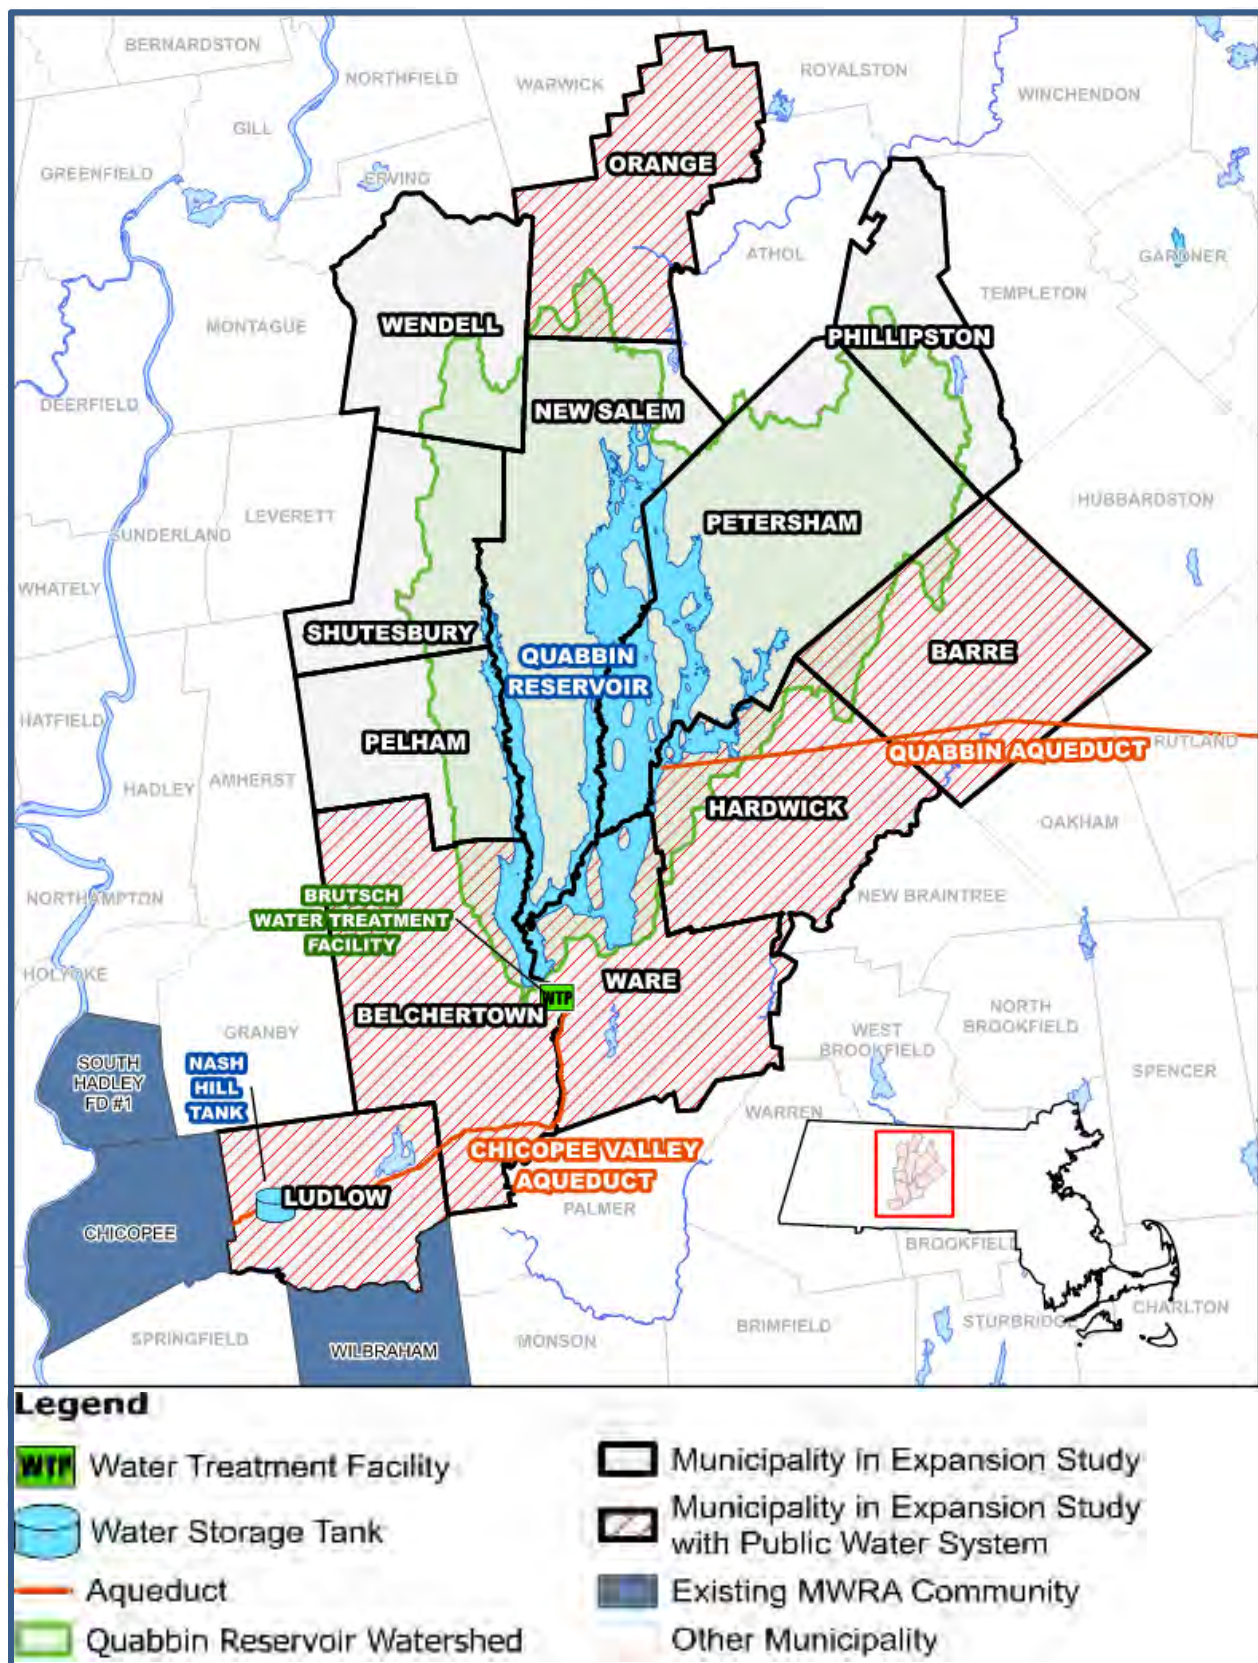 BERNARDSTON
NORTHFIELD
WARWICK
ROYALSTON
WINCHENDON
GILL
GREENFIELD
ERVING
ORANGE
ATHOL
GARDNER
TEMPLETON
MONTAGUE
WENDELL
PHILLIPSTON
DEERFIELD
NEW SALEM
HUBBARDSTON
LEVERETT
SUNDERLAND
PETERSHAM
WHATELY
SHUTESBURY
QUABBIN
RESERVOIR
BARRE
HATFIELD
PELHAM
QUABBIN AQUEDUCT
RUTLAND
HADLEY
AMHERST
HARDWICK
OAKHAM
NORTHAMPTON
BRUTSCH
WATER TREATMENT
FACILITY
NEW BRAINTREE
HOLYOKE
WARE
WTP
BELCHERTOWN
GRANBY
NORTH
BROOKFIELD
WEST
BROOKFIELD
SOUTH
HADLEY
FD #1
NASH
HILL
TANK
SPENCER
WARREN
CHICOPEE VALLEY
AQUEDUCT
LUDLOW
PALMER
CHICOPEE
BROOKFIELD
SPRINGFIELD
WILBRAHAM
MONSON
BRIMFIELD
STURBRIDGE
CHARLTON
Legend
WTP Water Treatment Facility
Water Storage Tank
Aqueduct
Quabbin Reservoir Watershed
Municipality in Expansion Study
Municipality in Expansion Study
with Public Water System
Existing MWRA Community
Other Municipality